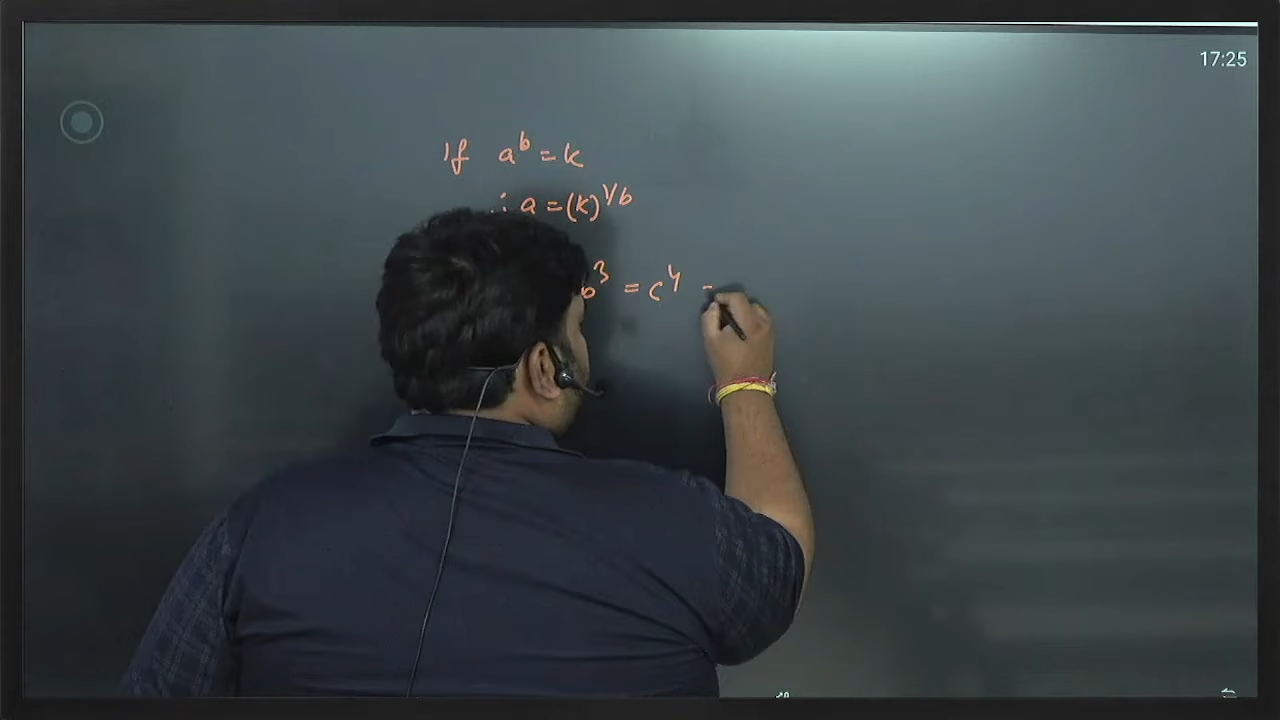 17:25
If a^b = k
∴ a = (k)^1/b
b^3 = c^4 =